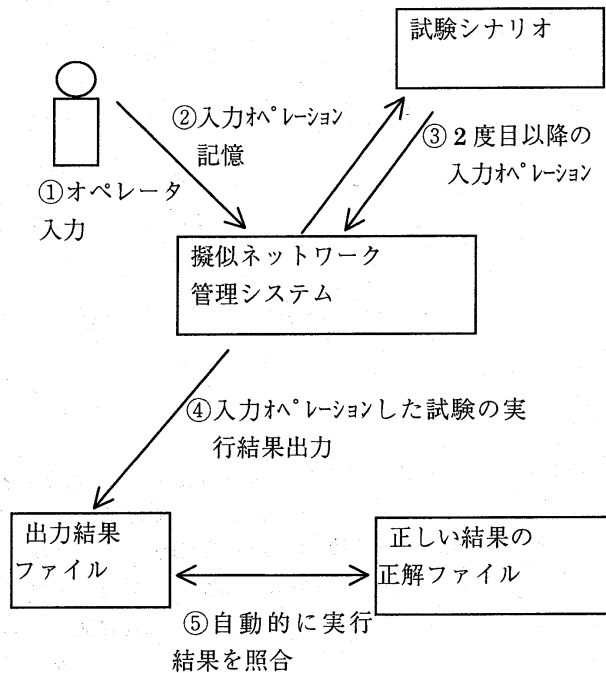 試験シナリオ
②入力ｵﾍﾟﾚｰｼｮﾝ
記憶
③２度目以降の
入力ｵﾍﾟﾚｰｼｮﾝ
①オペレータ
入力
擬似ネットワーク
管理システム
④入力ｵﾍﾟﾚｰｼｮﾝした試験の実
行結果出力
出力結果
ファイル
正しい結果の
正解ファイル
⑤自動的に実行
結果を照合